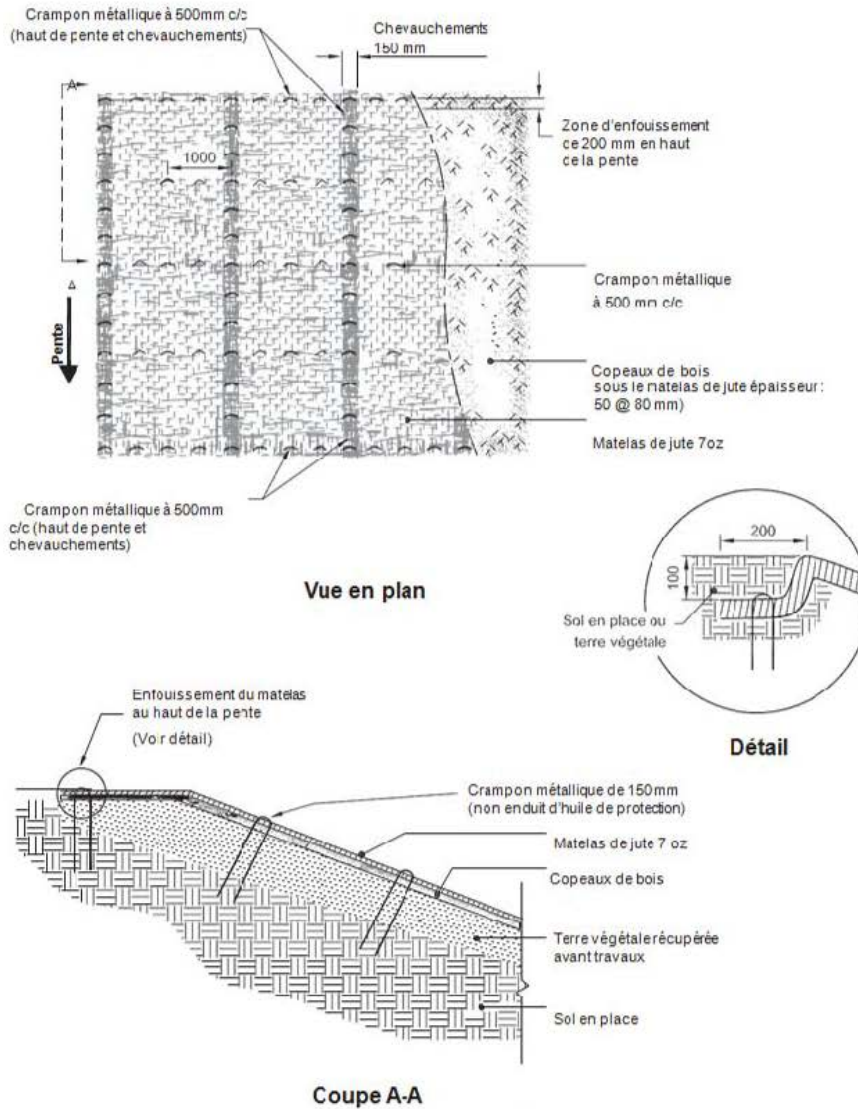 Crampon métallique à 500mm c/c
(haut de pente et chevauchements)
Chevauchements
150 mm
A
Zone d'enfouissement
ce 200 mm en haut
ce la pente
1000
Crampon métallique
à 500 mm c/c
A
Pente
Copeaux de bois
sous le matelas de jute épaisseur :
50 @ 80 mm)
Matelas de jute 7oz
Crampon métallique à 500mm
c/c (haut de pente et
chevauchements)
Vue en plan
200
100
Sol en place ou
terre végétale
Détail
Enfouissement du matelas
au haut de la pente
(Voir détail)
Crampon métallique de 150mm
(non enduit d'huile de protection)
Matelas de jute 7 oz
Copeaux de bois
Terre végétale récupérée
avant travaux
Sol en place
Coupe A-A